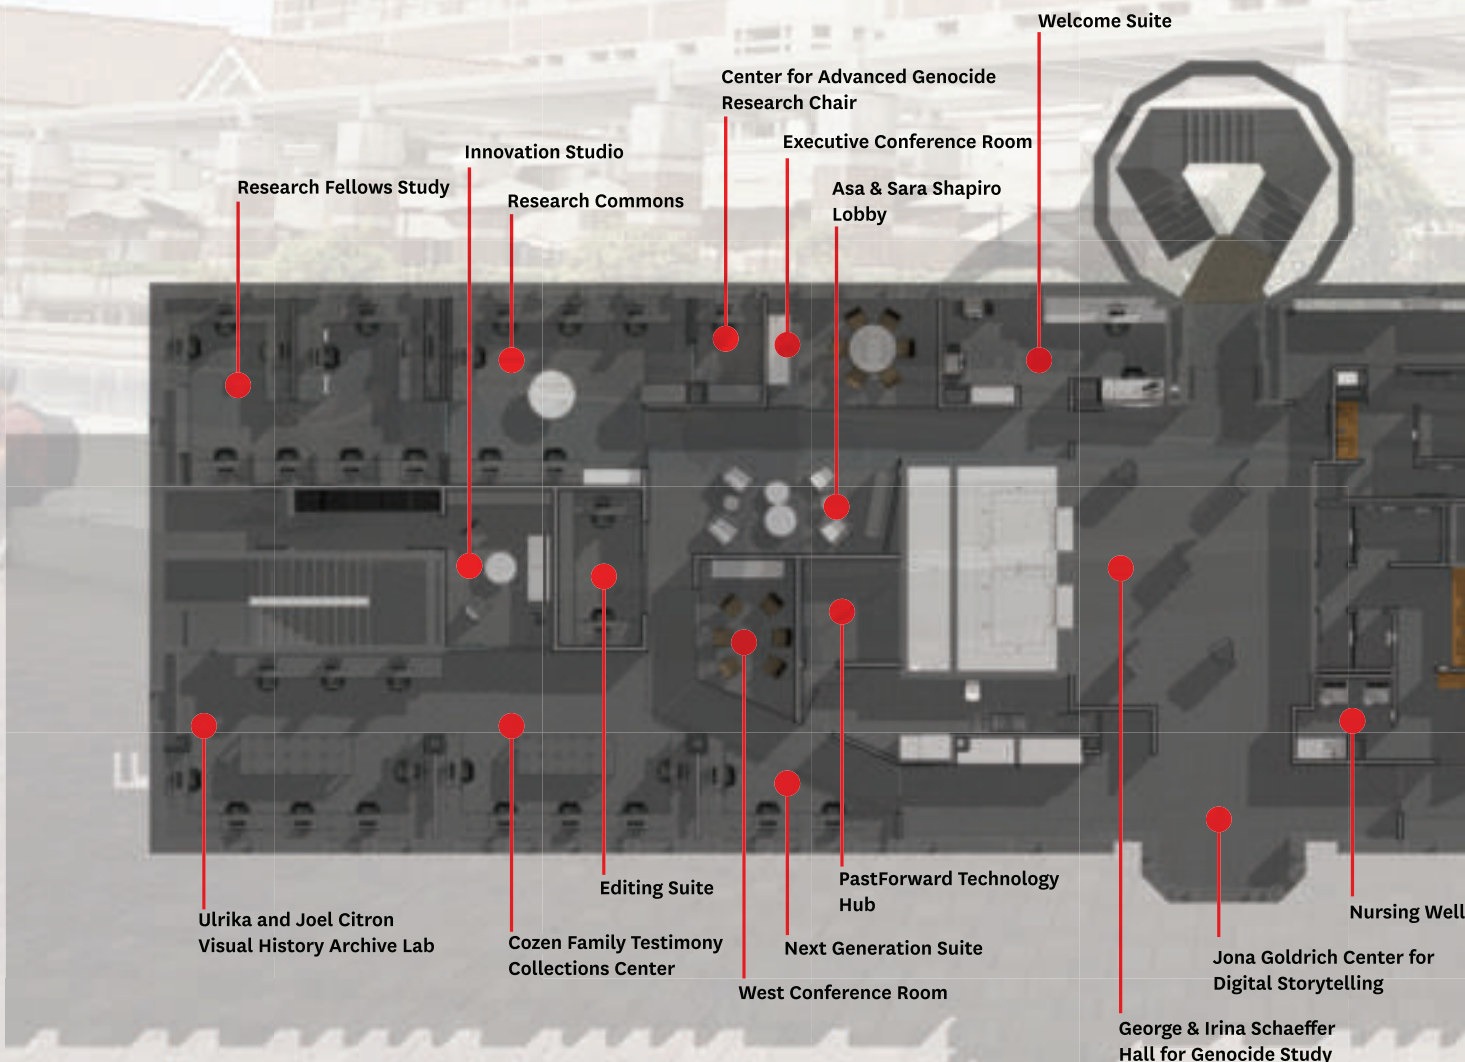 Welcome Suite
Center for Advanced Genocide
Research Chair
Executive Conference Room
Innovation Studio
Research Fellows Study
Asa & Sara Shapiro
Lobby
Research Commons
PastForward Technology
Hub
Editing Suite
Nursing Well
Ulrika and Joel Citron
Visual History Archive Lab
Cozen Family Testimony
Collections Center
Next Generation Suite
Jona Goldrich Center for
Digital Storytelling
West Conference Room
George & Irina Schaeffer
Hall for Genocide Study